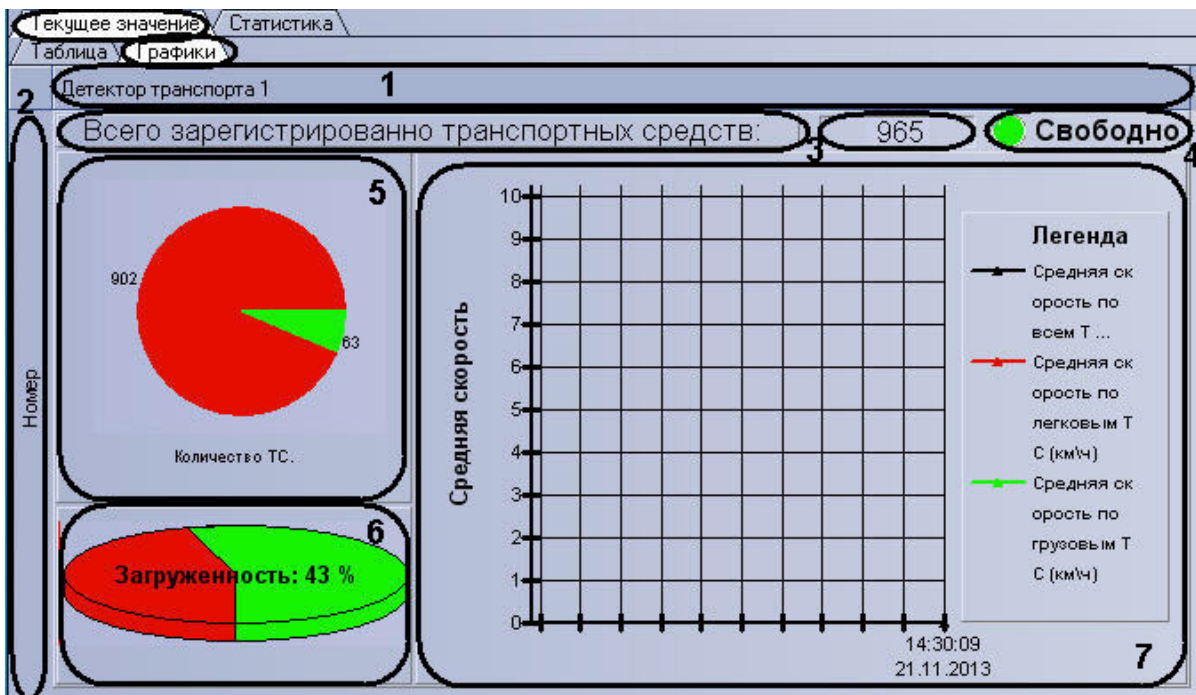 Текущее значение Статистика
Таблица Графики
1
Детектор транспорта 1
2
Всего зарегистрированно транспортных средств: 3 965 Свободно 4
5
902
63
Количество ТС.
6
Загруженность: 43 %
Номер
Средняя скорость
10
9
8
7
6
5
4
3
2
1
0
14:30:09
21.11.2013
Легенда
Средняя ск
орость по
всем Т ...
Средняя ск
орость по
легковым Т
С (км\ч)
Средняя ск
орость по
грузовым Т
С (км\ч)
7